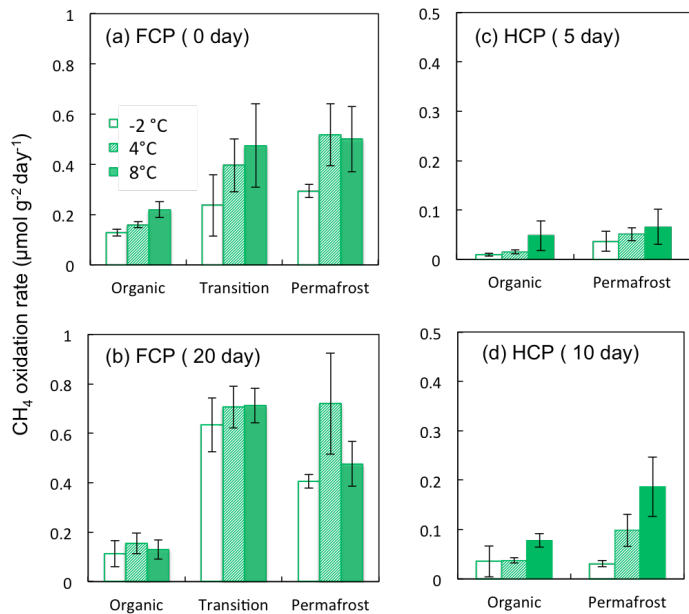 CH₄ oxidation rate (μmol g⁻² day⁻¹)
(a) FCP ( 0 day)
1
0.8
0.6
0.4
0.2
0
-2 °C
4°C
8°C
Organic Transition Permafrost
(c) HCP ( 5 day)
0.5
0.4
0.3
0.2
0.1
0
Organic Permafrost
(b) FCP ( 20 day)
1
0.8
0.6
0.4
0.2
0
Organic Transition Permafrost
(d) HCP ( 10 day)
0.5
0.4
0.3
0.2
0.1
0
Organic Permafrost